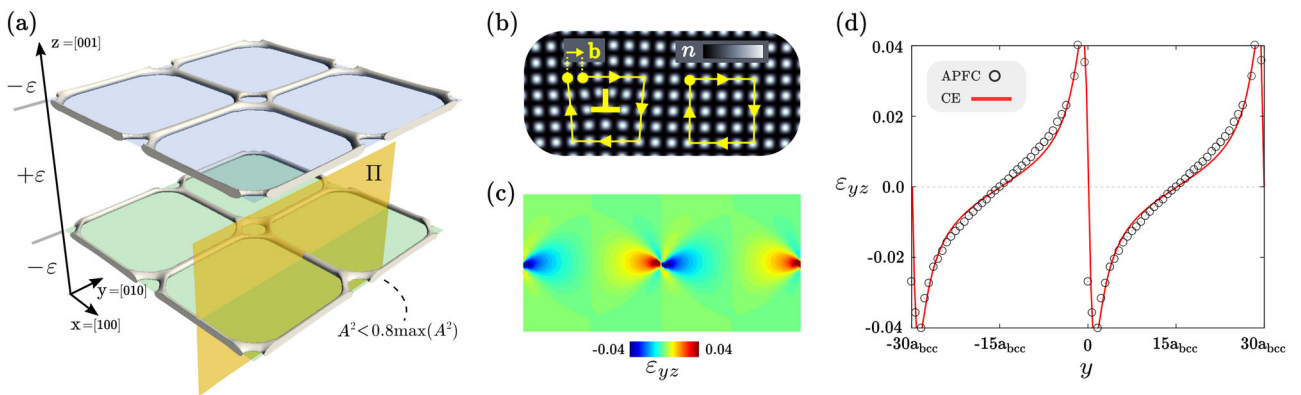 (a)
z=[001]
−ε
+ε
−ε
Π
y=[010]
x=[100]
A²<0.8max(A²)
(b)
b
n
(c)
-0.04 0.04
ε_yz
(d)
0.04
0.02
0.0
-0.02
-0.04
ε_yz
APFC
CE
-30a_bcc -15a_bcc 0 15a_bcc 30a_bcc
y